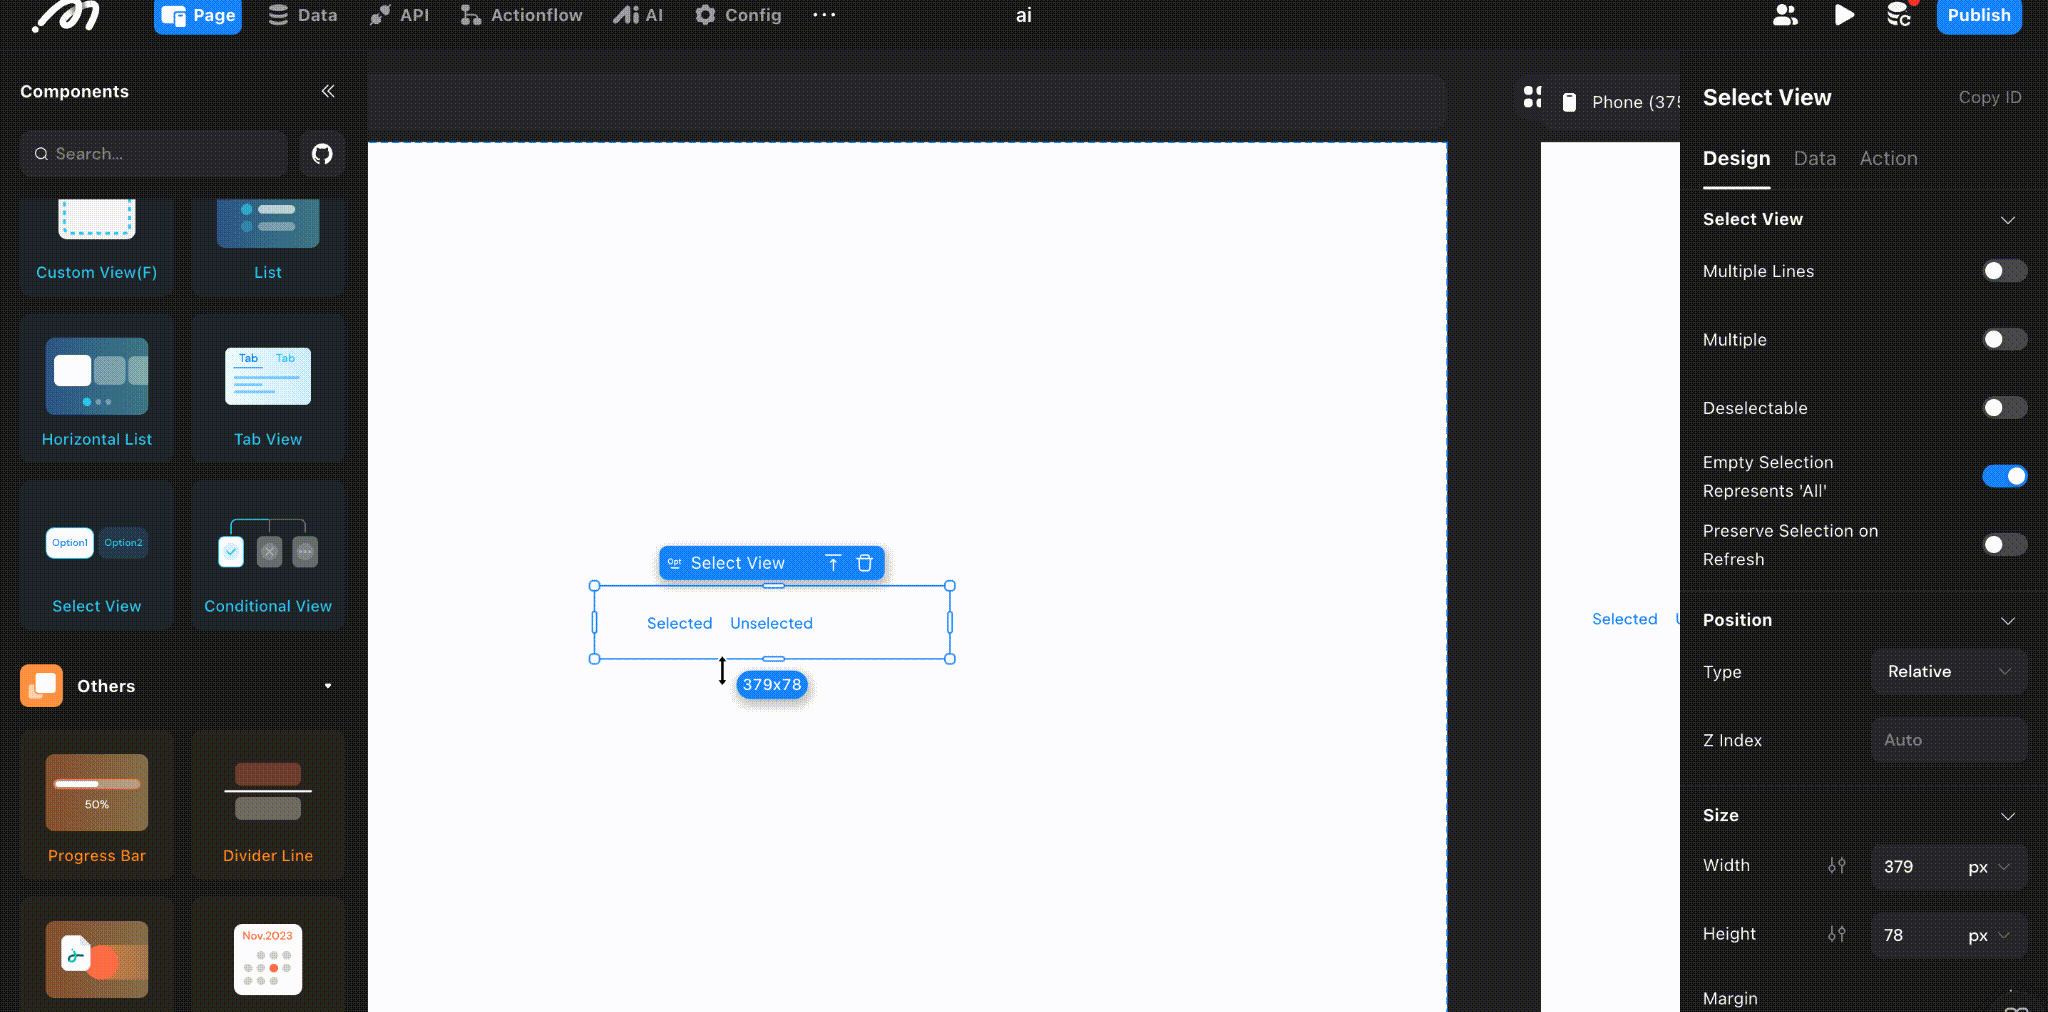 Page
Data
API
Actionflow
AI
Config
ai
Publish
Components
Search...
Custom View(F)
List
Tab Tab
Horizontal List
Tab View
Option1 Option2
Select View
Conditional View
Others
50%
Progress Bar
Divider Line
Nov.2023
Opt Select View
Selected Unselected
379x78
Phone (375
Selected
Select View
Copy ID
Design Data Action
Select View
Multiple Lines
Multiple
Deselectable
Empty Selection
Represents 'All'
Preserve Selection on
Refresh
Position
Type Relative
Z Index Auto
Size
Width 379 px
Height 78 px
Margin